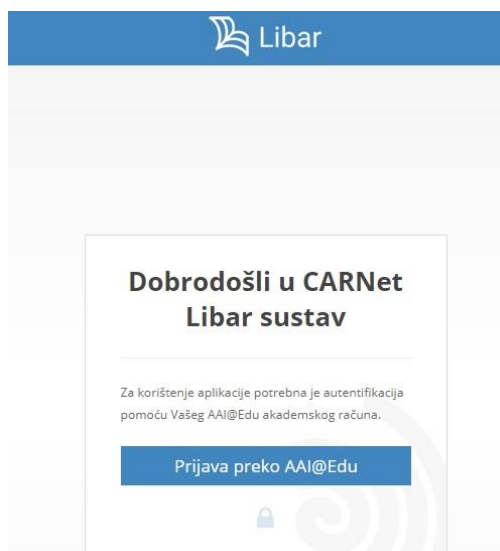 Libar
Dobrodošli u CARNet
Libar sustav
Za korištenje aplikacije potrebna je autentifikacija
pomoću Vašeg AAI@Edu akademskog računa.
Prijava preko AAI@Edu